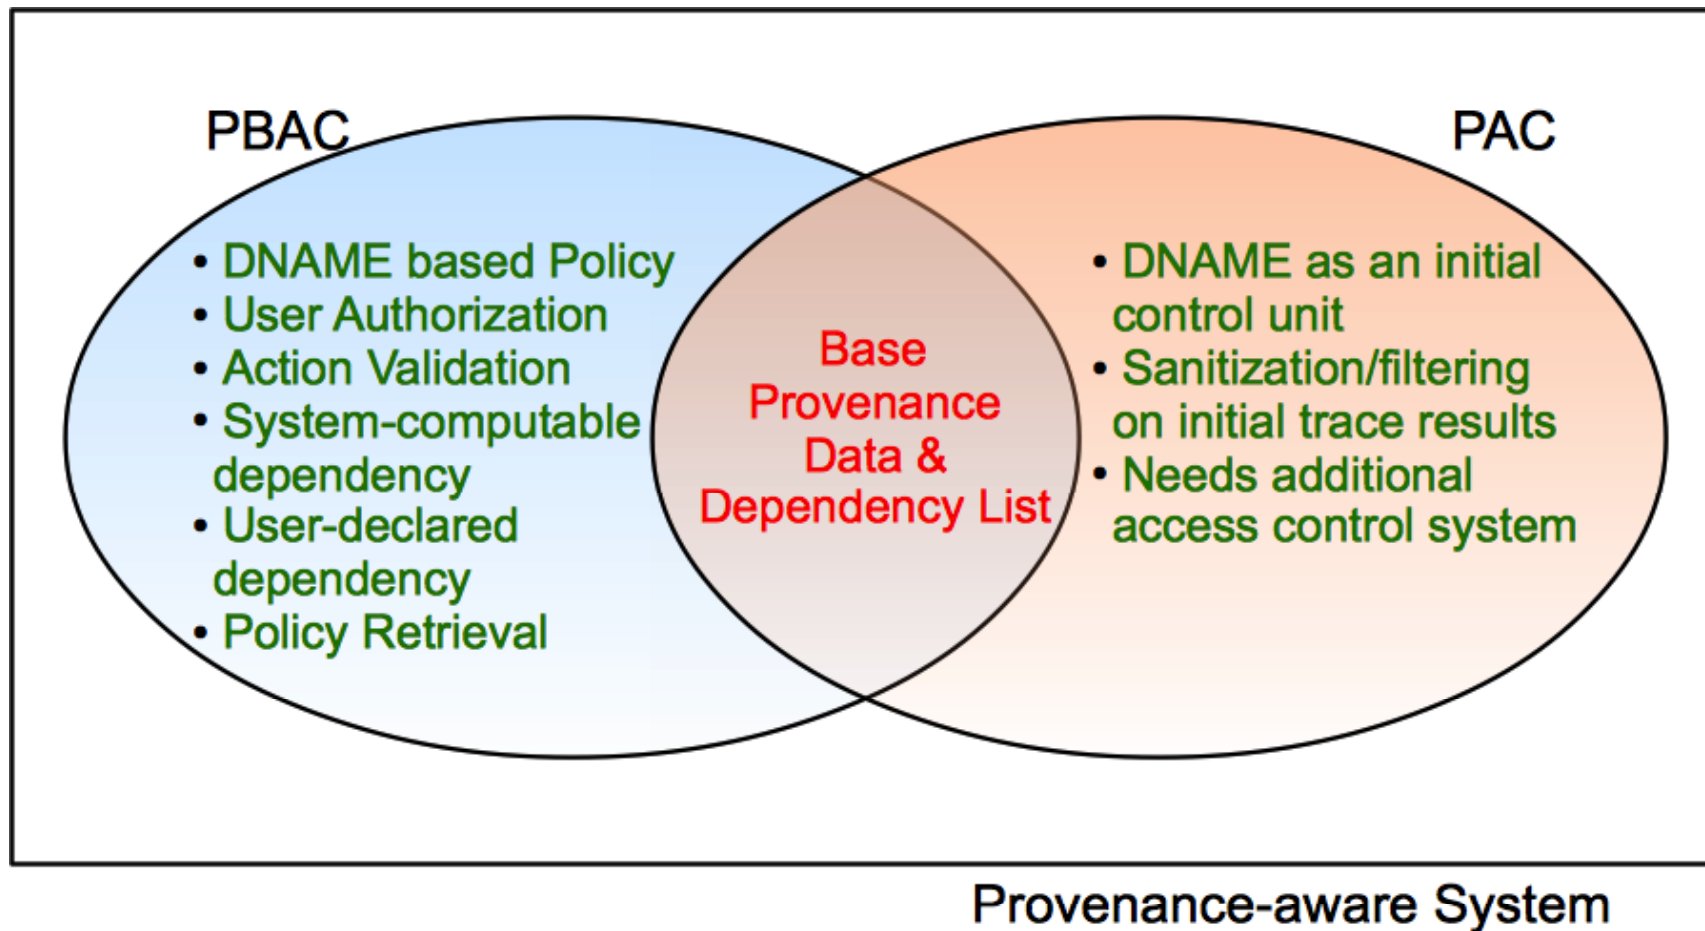 PBAC
PAC
• DNAME based Policy
• User Authorization
• Action Validation
• System-computable
dependency
• User-declared
dependency
• Policy Retrieval
Base
Provenance
Data &
Dependency List
• DNAME as an initial
control unit
• Sanitization/filtering
on initial trace results
• Needs additional
access control system
Provenance-aware System